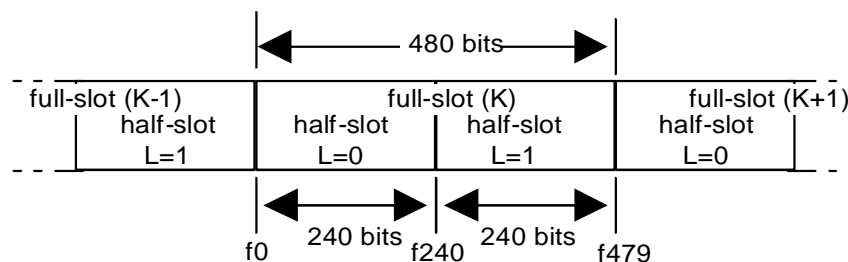 480 bits
full-slot (K-1) full-slot (K) full-slot (K+1)
half-slot half-slot half-slot half-slot
L=1 L=0 L=1 L=0
240 bits 240 bits
f0 f240 f479